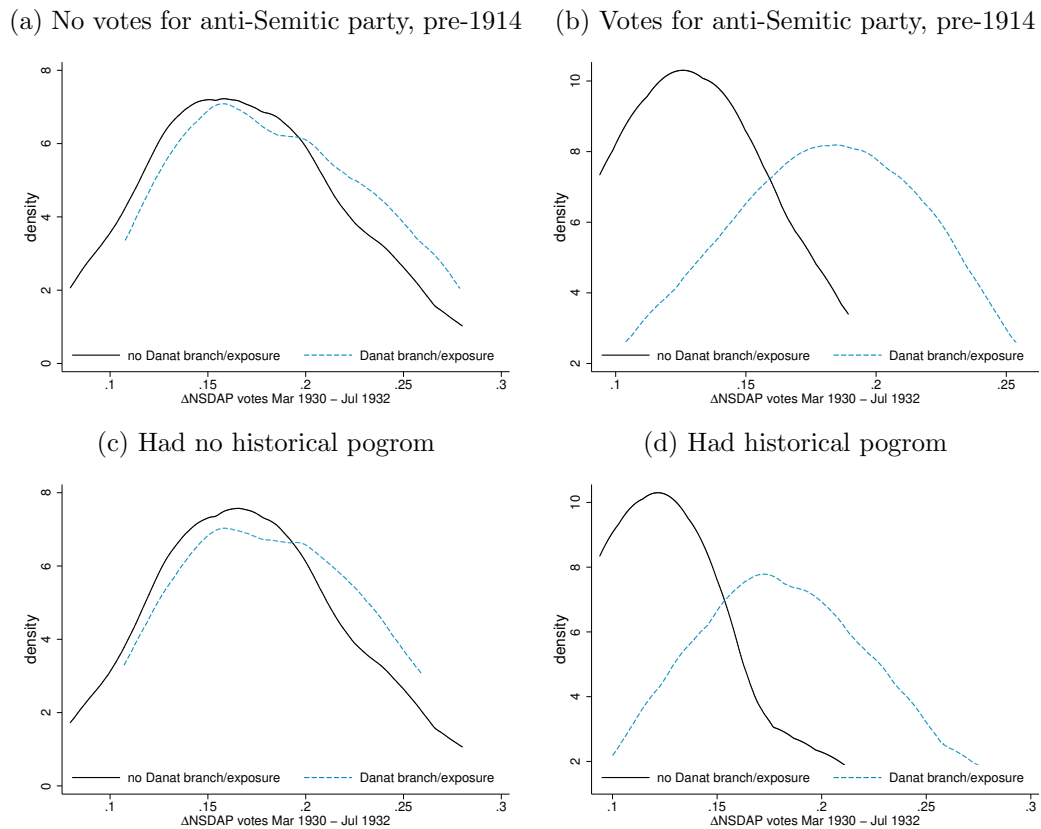 (a) No votes for anti-Semitic party, pre-1914
(b) Votes for anti-Semitic party, pre-1914
8
6
4
2
0
density
no Danat branch/exposure
Danat branch/exposure
.1
.15
.2
.25
.3
ΔNSDAP votes Mar 1930 – Jul 1932
10
8
6
4
2
density
no Danat branch/exposure
Danat branch/exposure
.1
.15
.2
.25
ΔNSDAP votes Mar 1930 – Jul 1932
(c) Had no historical pogrom
(d) Had historical pogrom
8
6
4
2
0
density
no Danat branch/exposure
Danat branch/exposure
.1
.15
.2
.25
.3
ΔNSDAP votes Mar 1930 – Jul 1932
10
8
6
4
2
density
no Danat branch/exposure
Danat branch/exposure
.1
.15
.2
.25
.3
ΔNSDAP votes Mar 1930 – Jul 1932